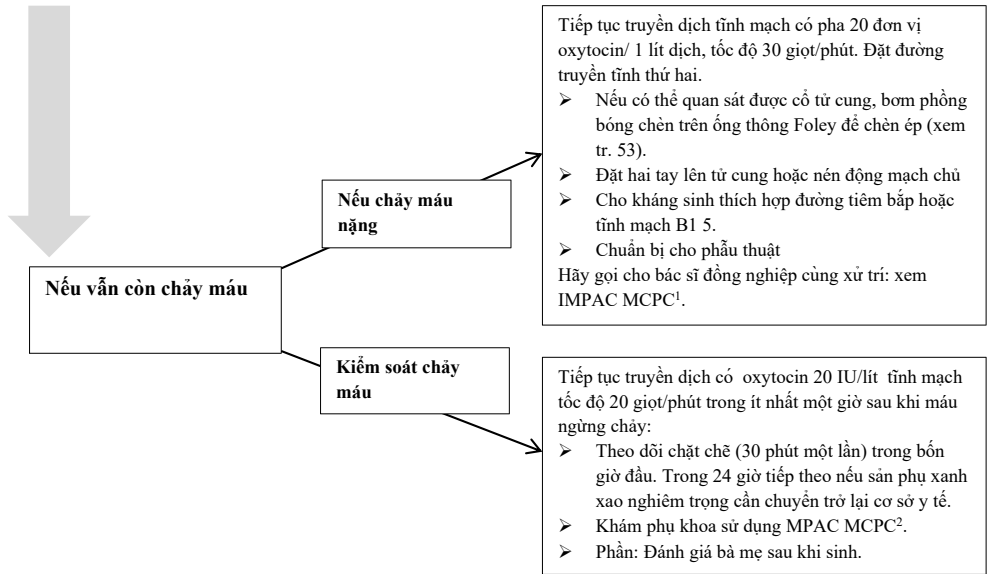 Tiếp tục truyền dịch tĩnh mạch có pha 20 đơn vị
oxytocin/ 1 lít dịch, tốc độ 30 giọt/phút. Đặt đường
truyền tĩnh thứ hai.
➢ Nếu có thể quan sát được cổ tử cung, bơm phồng
bóng chèn trên ống thông Foley để chèn ép (xem
tr. 53).
➢ Đặt hai tay lên tử cung hoặc nén động mạch chủ
➢ Cho kháng sinh thích hợp đường tiêm bắp hoặc
tĩnh mạch B1 5.
➢ Chuẩn bị cho phẫu thuật
Hãy gọi cho bác sĩ đồng nghiệp cùng xử trí: xem
IMPAC MCPC¹.
Nếu chảy máu
nặng
Nếu vẫn còn chảy máu
Kiểm soát chảy
máu
Tiếp tục truyền dịch có oxytocin 20 IU/lít tĩnh mạch
tốc độ 20 giọt/phút trong ít nhất một giờ sau khi máu
ngừng chảy:
➢ Theo dõi chặt chẽ (30 phút một lần) trong bốn
giờ đầu. Trong 24 giờ tiếp theo nếu sản phụ xanh
xao nghiêm trọng cần chuyển trở lại cơ sở y tế.
➢ Khám phụ khoa sử dụng MPAC MCPC².
➢ Phần: Đánh giá bà mẹ sau khi sinh.